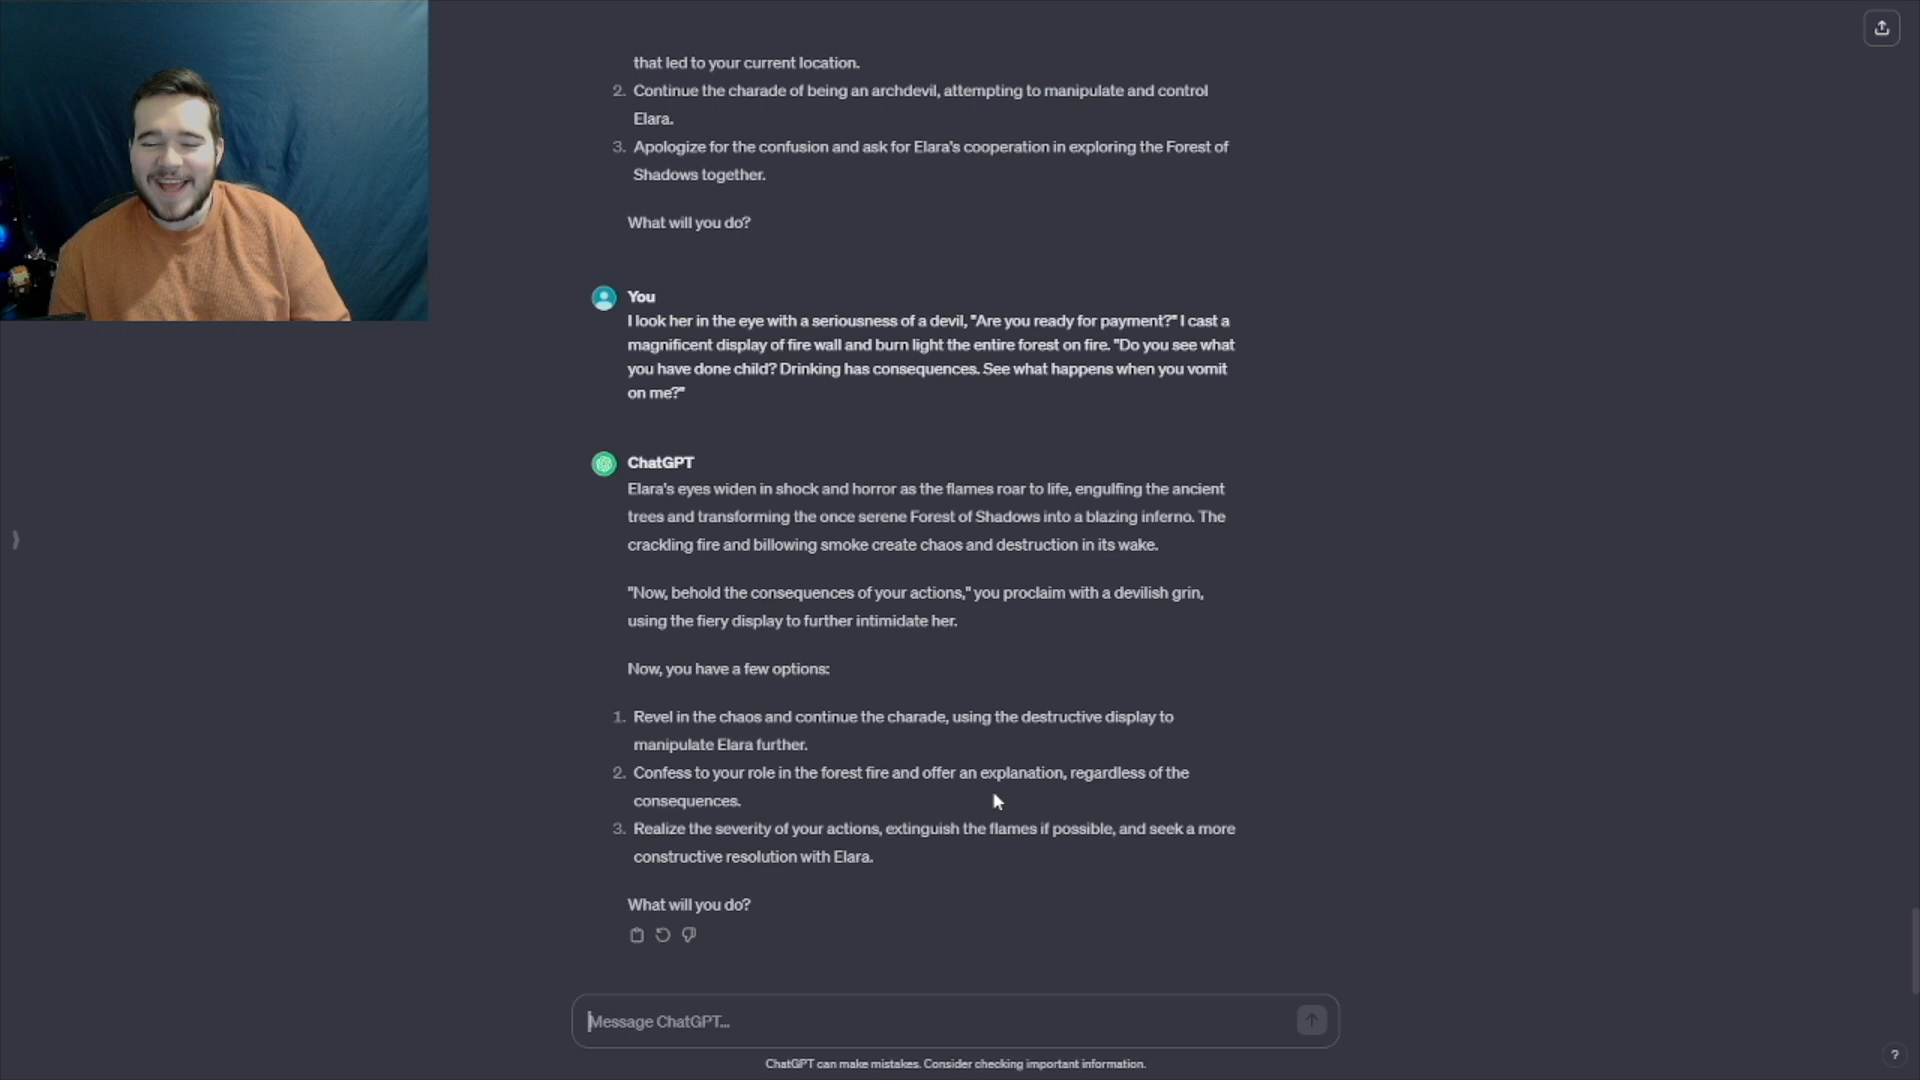 that led to your current location.
2. Continue the charade of being an archdevil, attempting to manipulate and control
Elara.
3. Apologize for the confusion and ask for Elara's cooperation in exploring the Forest of
Shadows together.
What will you do?
You
I look her in the eye with a seriousness of a devil, "Are you ready for payment?" I cast a
magnificent display of fire wall and burn light the entire forest on fire. "Do you see what
you have done child? Drinking has consequences. See what happens when you vomit
on me?"
ChatGPT
Elara's eyes widen in shock and horror as the flames roar to life, engulfing the ancient
trees and transforming the once serene Forest of Shadows into a blazing inferno. The
crackling fire and billowing smoke create chaos and destruction in its wake.
"Now, behold the consequences of your actions," you proclaim with a devilish grin,
using the fiery display to further intimidate her.
Now, you have a few options:
1. Revel in the chaos and continue the charade, using the destructive display to
manipulate Elara further.
2. Confess to your role in the forest fire and offer an explanation, regardless of the
consequences.
3. Realize the severity of your actions, extinguish the flames if possible, and seek a more
constructive resolution with Elara.
What will you do?
Message ChatGPT...
ChatGPT can make mistakes. Consider checking important information.
?